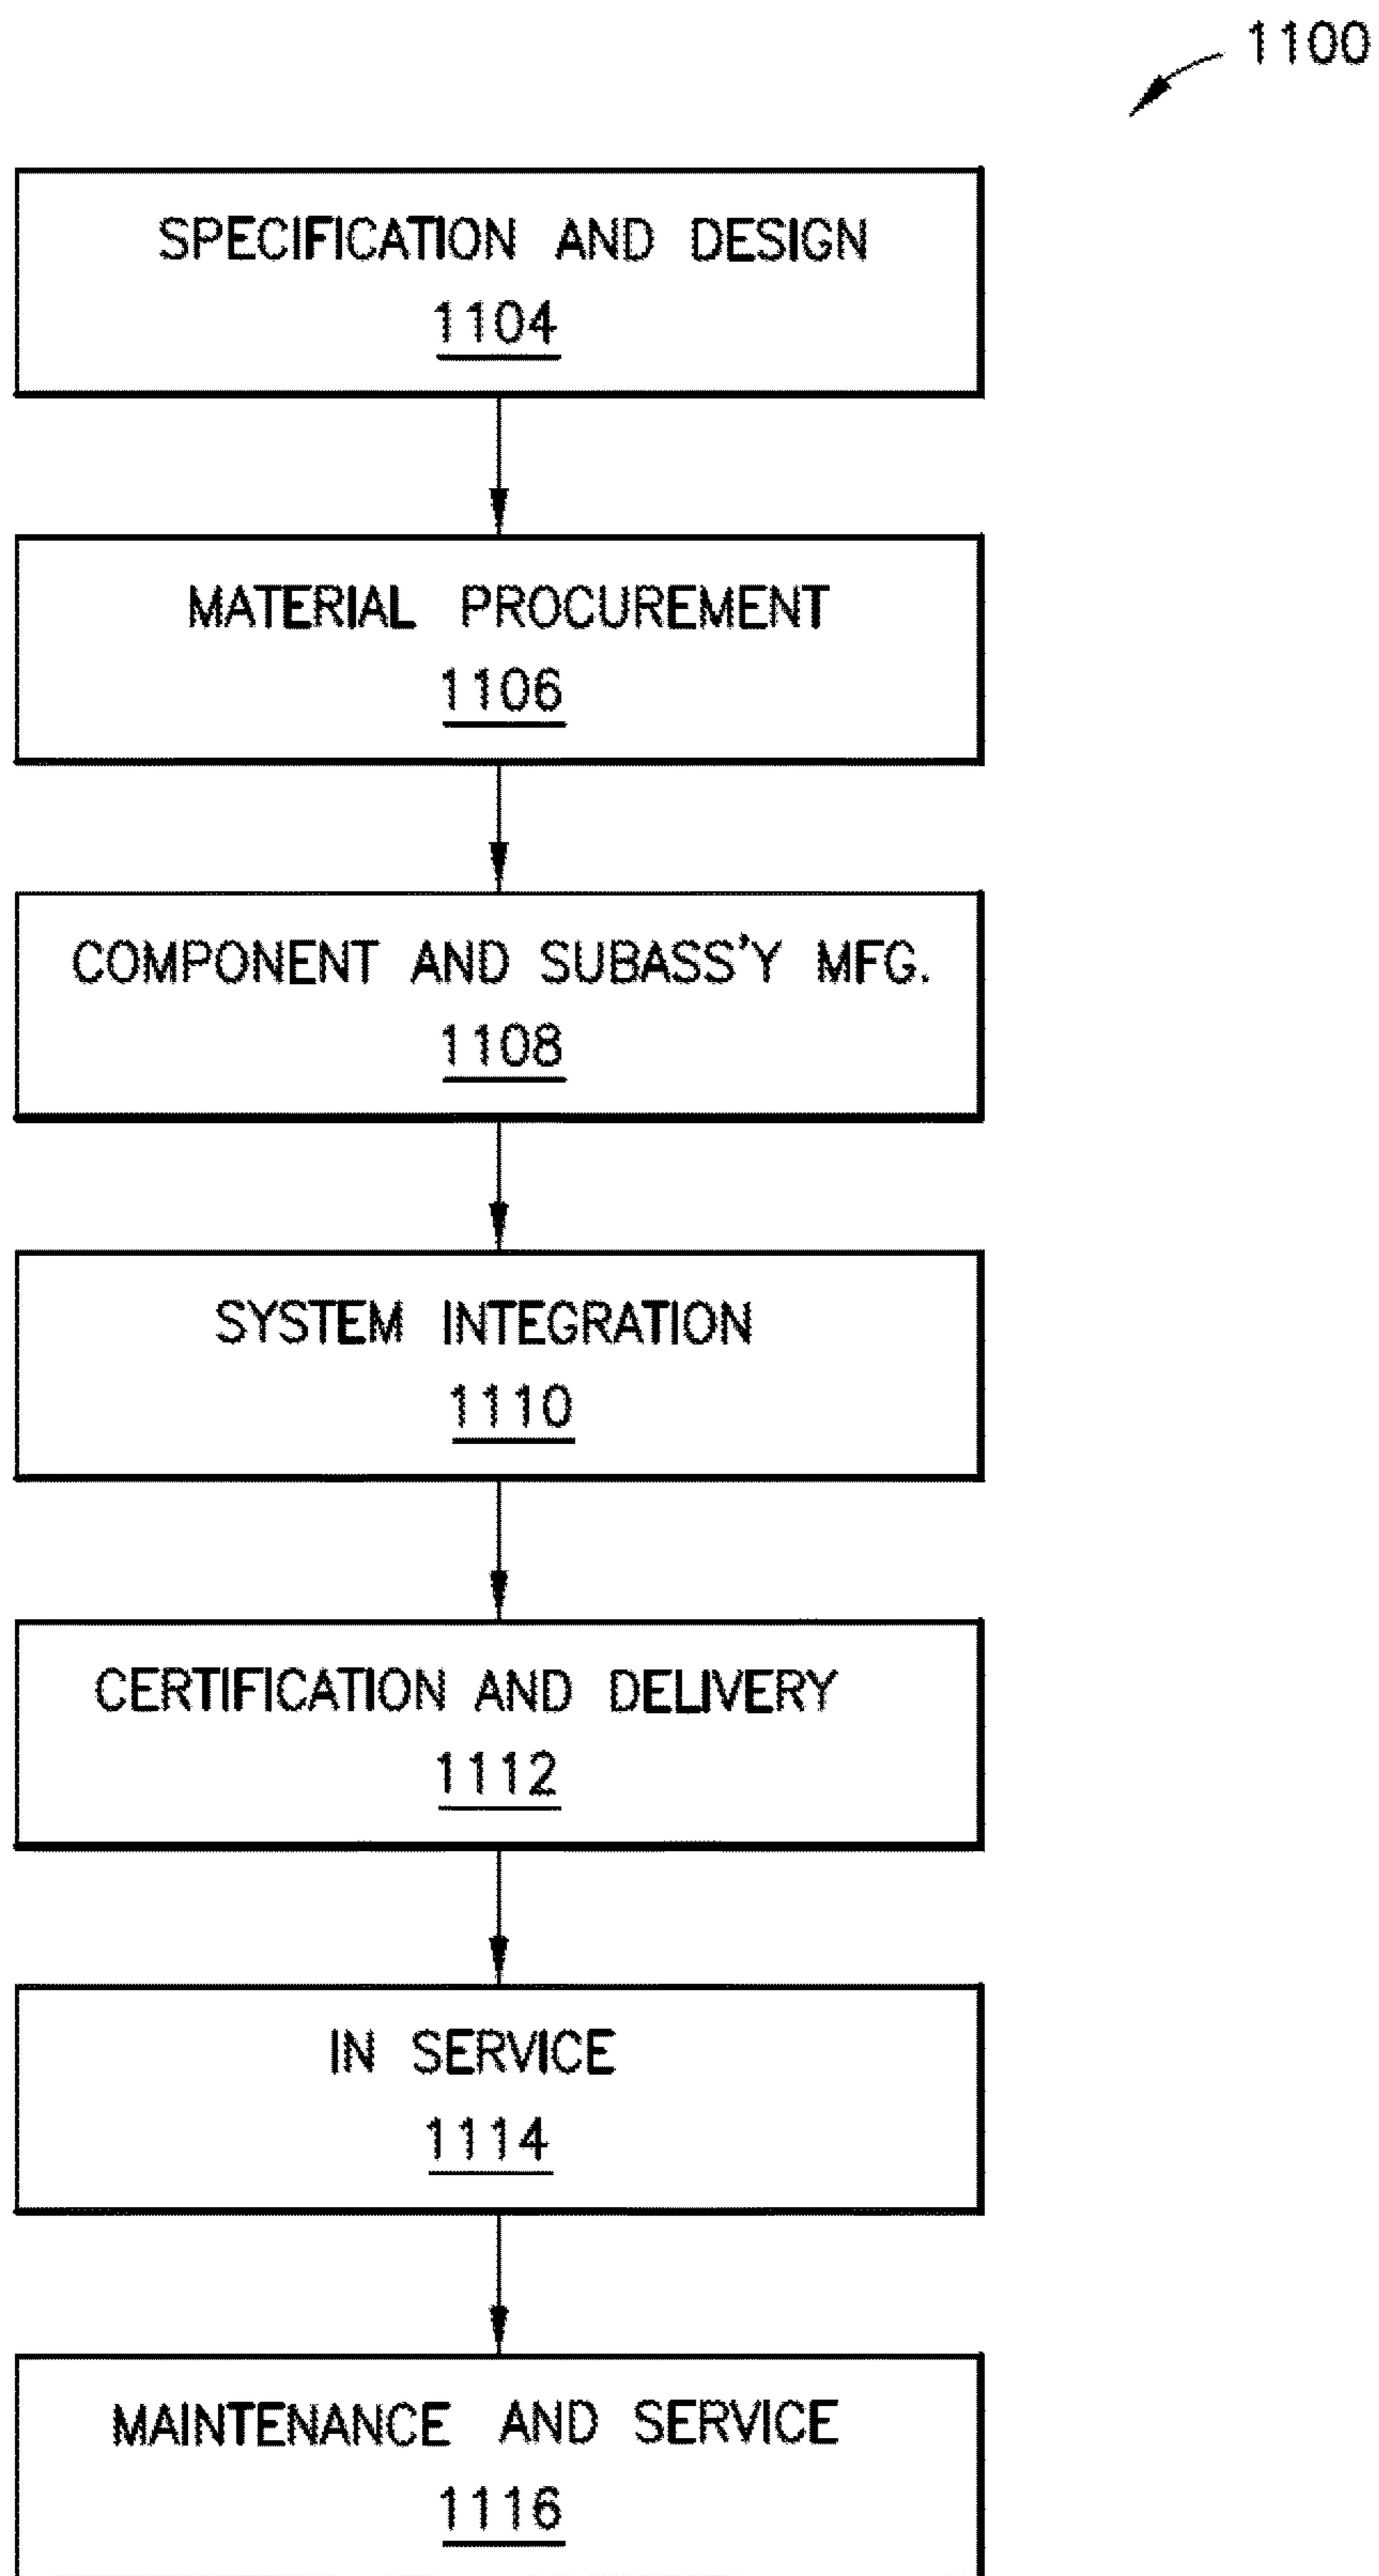 1100
SPECIFICATION AND DESIGN
1104
MATERIAL PROCUREMENT
1106
COMPONENT AND SUBASS'Y MFG.
1108
SYSTEM INTEGRATION
1110
CERTIFICATION AND DELIVERY
1112
IN SERVICE
1114
MAINTENANCE AND SERVICE
1116